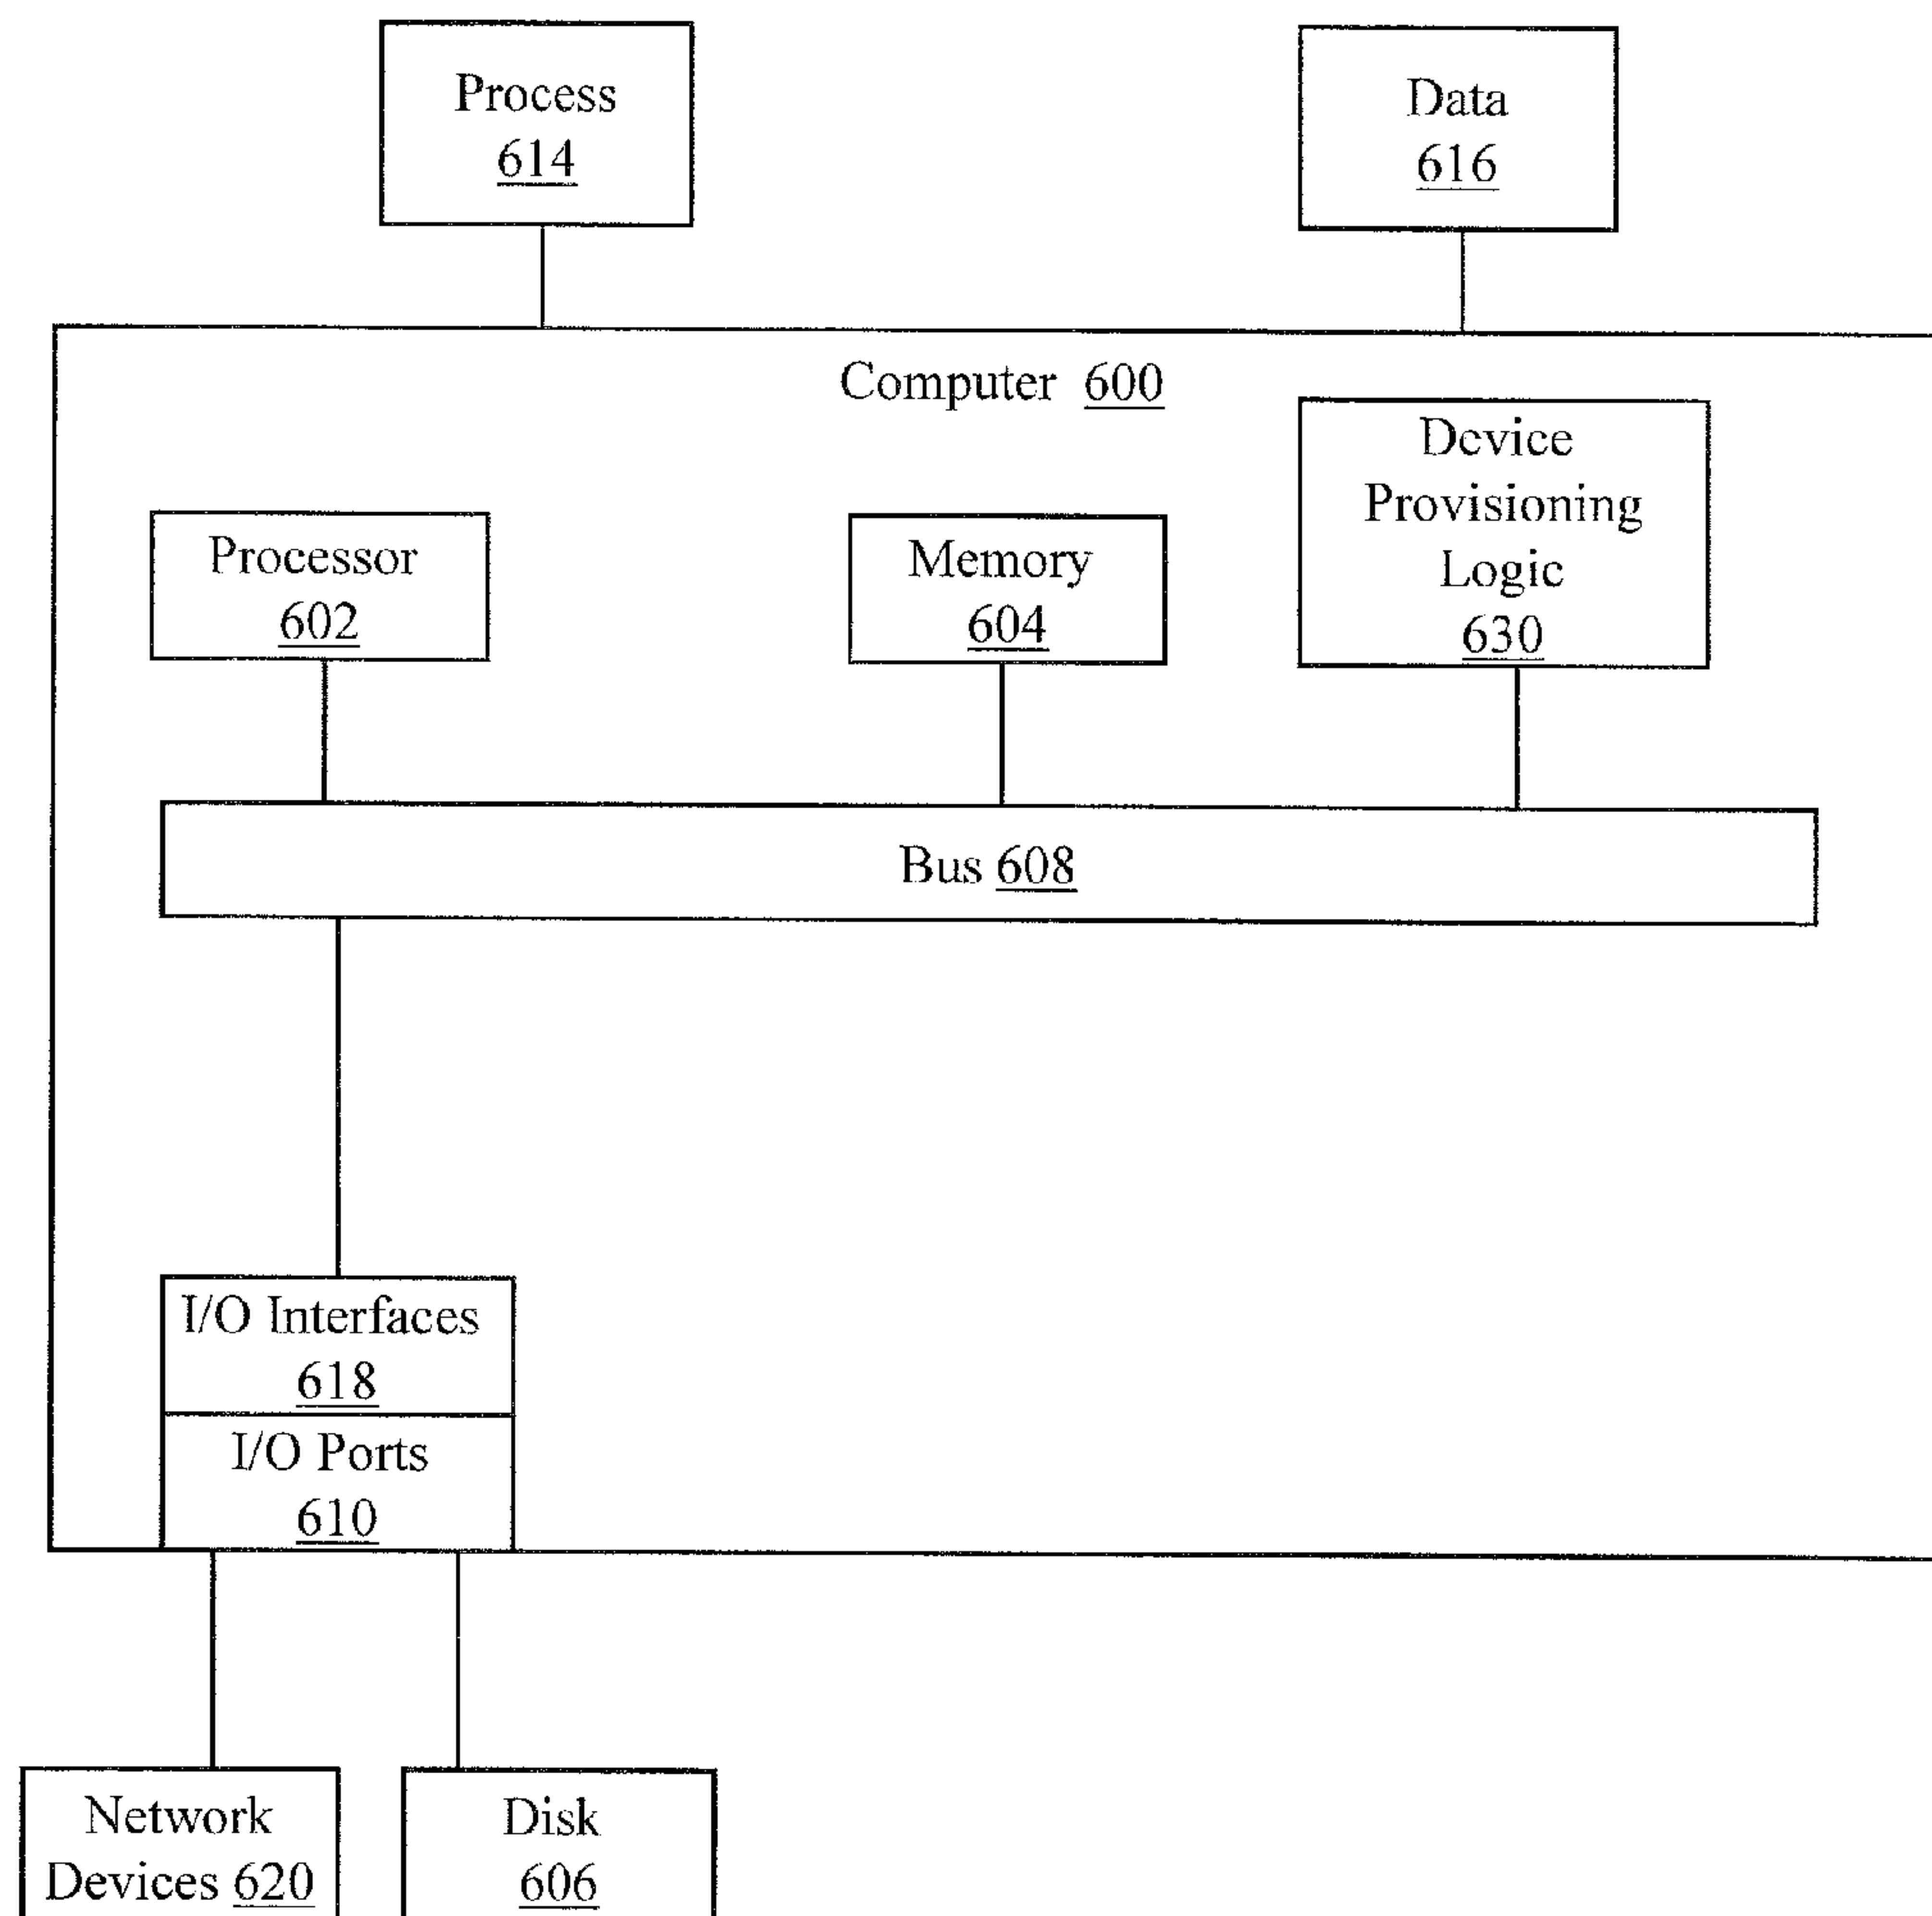 Process
614
Data
616
Computer 600
Device
Provisioning
Logic
630
Processor
602
Memory
604
Bus 608
I/O Interfaces
618
I/O Ports
610
Network
Devices 620
Disk
606